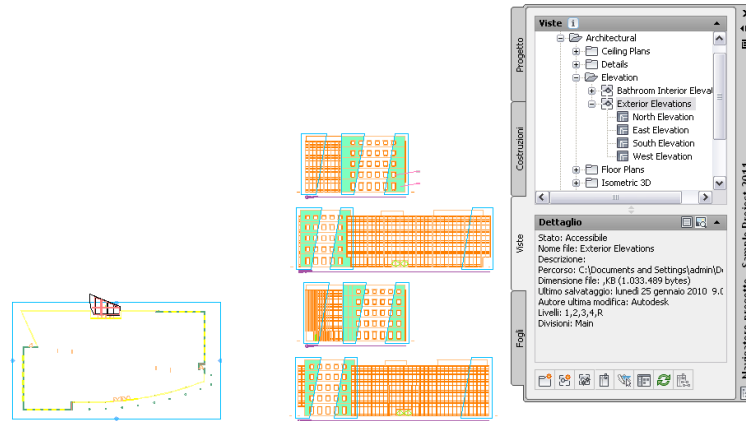 Viste
Architectural
Ceiling Plans
Details
Elevation
Bathroom Interior Elevat
Exterior Elevations
North Elevation
East Elevation
South Elevation
West Elevation
Floor Plans
Isometric 3D
Progetto
Costruzioni
Viste
Fogli
Dettaglio
Stato: Accessibile
Nome file: Exterior Elevations
Descrizione:
Percorso: C:\Documents and Settings\admin\Do
Dimensione file: ,KB (1.033.489 bytes)
Ultimo salvataggio: lunedì 25 gennaio 2010 9.0
Autore ultima modifica: Autodesk
Livelli: 1,2,3,4,R
Divisioni: Main